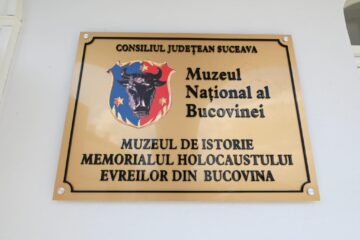 CONSILIUL JUDEȚEAN SUCEAVA
Muzeul
Național al
Bucovinei
MUZEUL DE ISTORIE
MEMORIALUL HOLOCAUSTULUI
EVREILOR DIN BUCOVINA